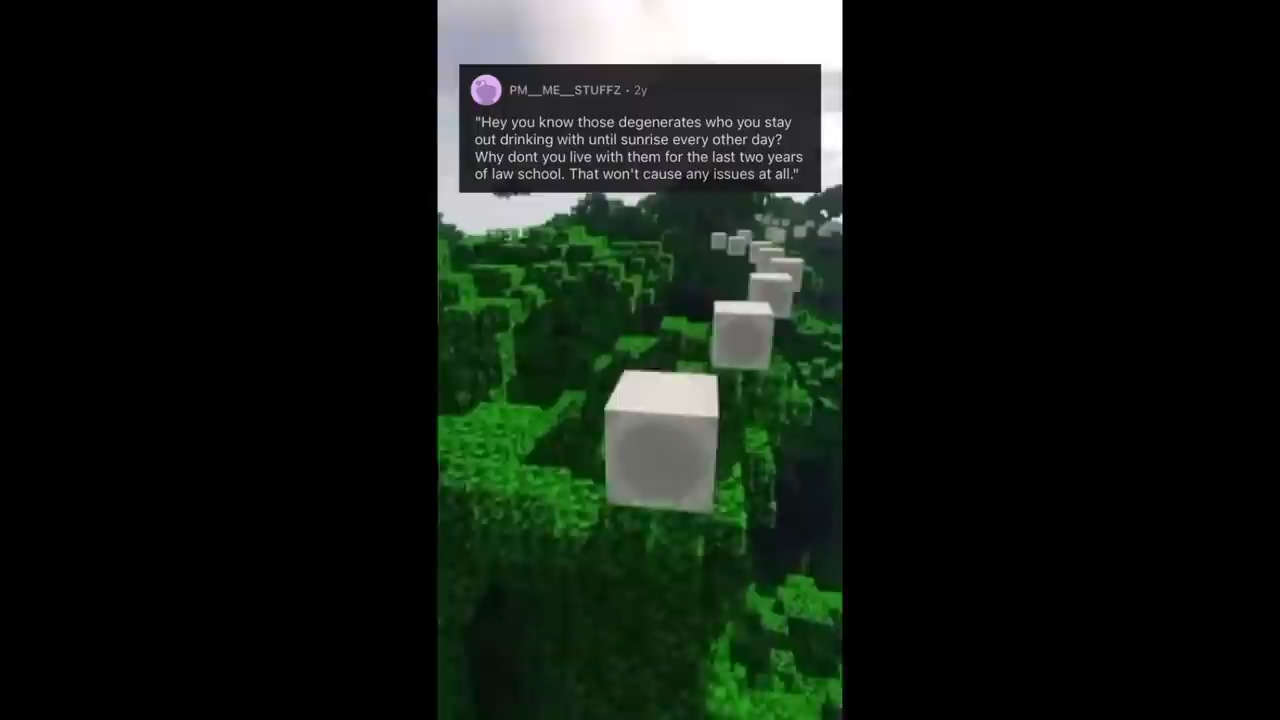 PM__ME__STUFFZ · 2y
"Hey you know those degenerates who you stay
out drinking with until sunrise every other day?
Why dont you live with them for the last two years
of law school. That won't cause any issues at all."